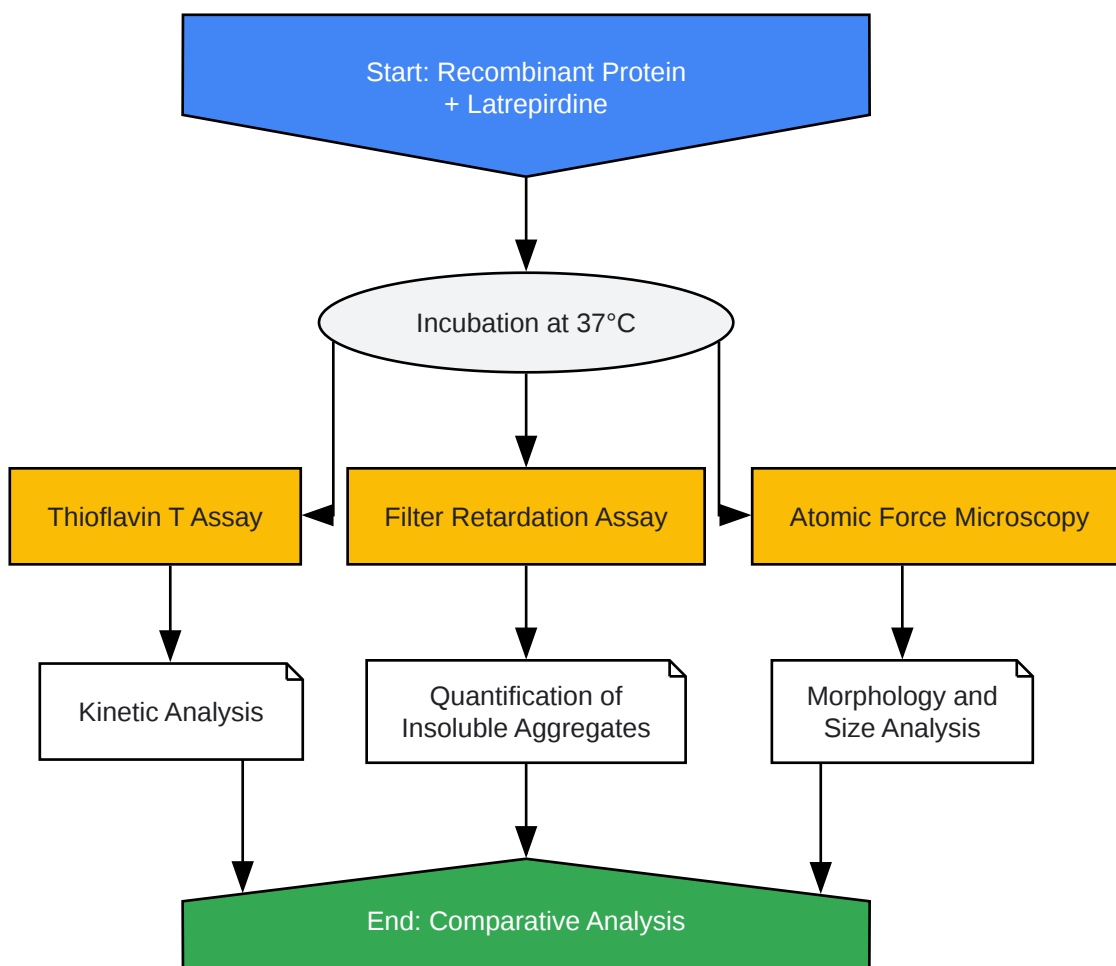 Start: Recombinant Protein
+ Latrepirdine
Incubation at 37°C
Thioflavin T Assay
Filter Retardation Assay
Atomic Force Microscopy
Kinetic Analysis
Quantification of
Insoluble Aggregates
Morphology and
Size Analysis
End: Comparative Analysis